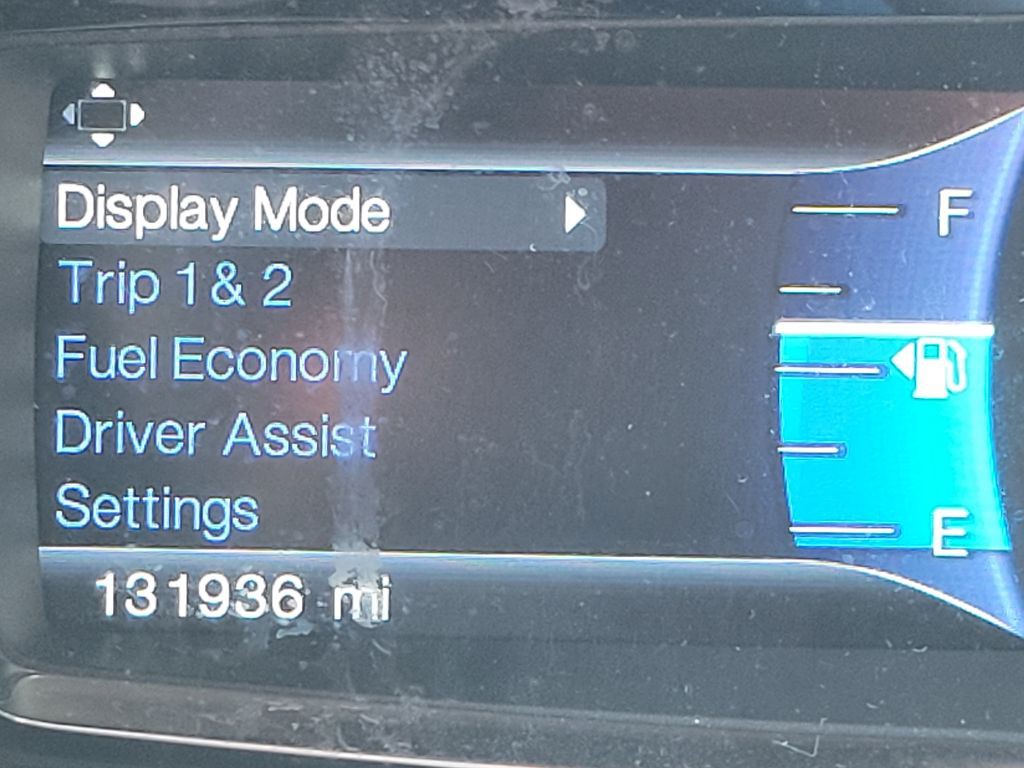 Display Mode
Trip 1 & 2
Fuel Economy
Driver Assist
Settings
131936 mi
F
E